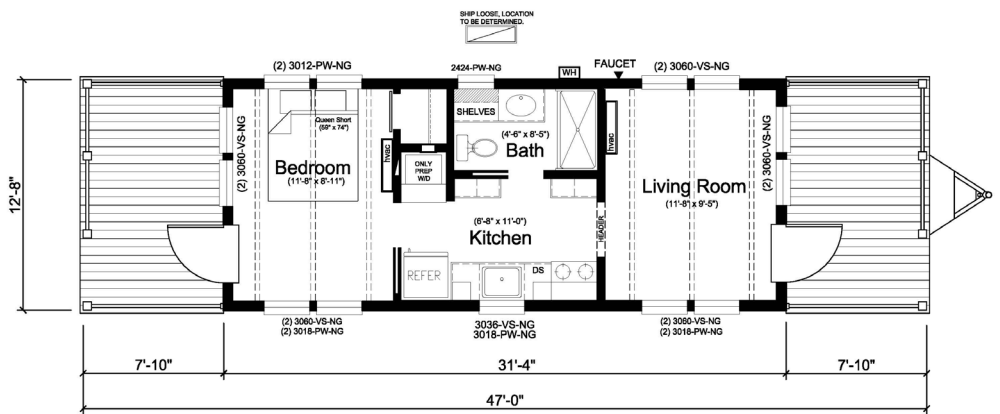 SHIP LOOSE, LOCATION
TO BE DETERMINED.
(2) 3012-PW-NG
2424-PW-NG
WH
FAUCET
(2) 3060-VS-NG
Queen Short
(59" x 74")
SHELVES
(4'-6" x 8'-5")
Bath
hvac
hvac
(2) 3060-VS-NG
Bedroom
(11'-8" x 8'-11")
ONLY
PREP
W/D
Living Room
(11'-8" x 9'-5")
(2) 3060-VS-NG
12'-8"
(6'-8" x 11'-0")
Kitchen
HEADER
REFER
DS
(2) 3060-VS-NG
(2) 3018-PW-NG
3036-VS-NG
3018-PW-NG
(2) 3060-VS-NG
(2) 3018-PW-NG
7'-10"
31'-4"
7'-10"
47'-0"